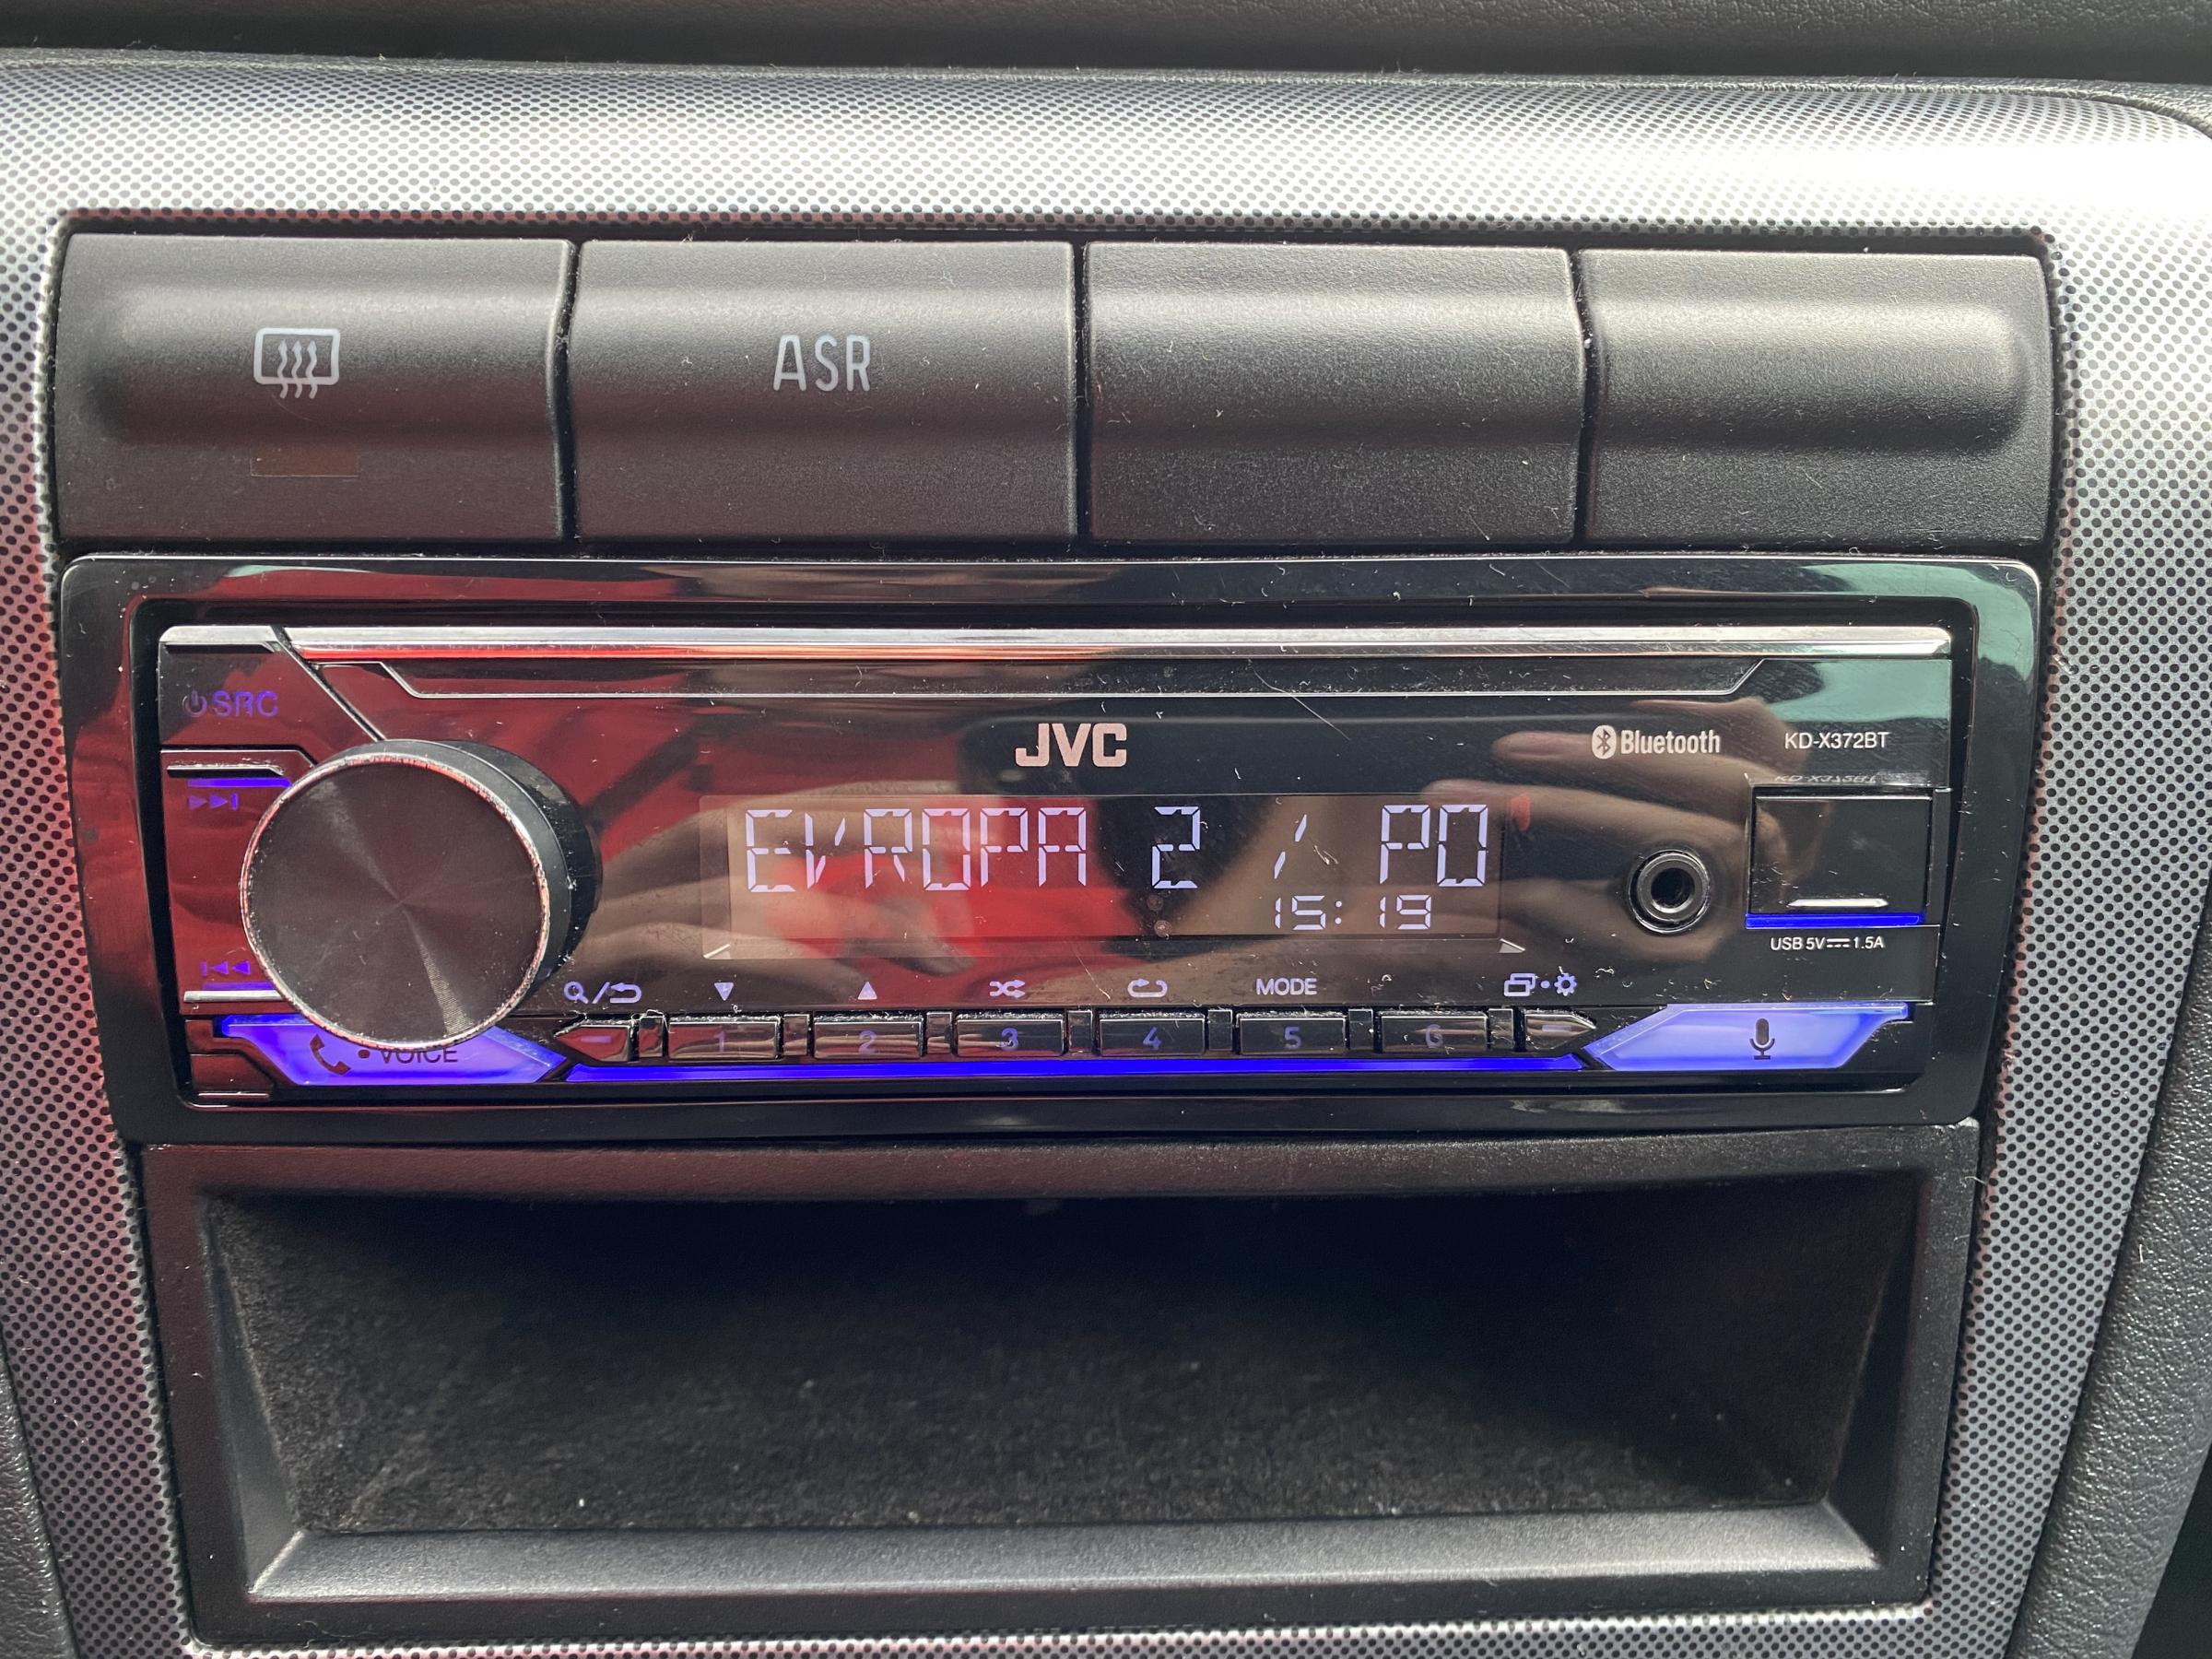 ASR
SRC
JVC
Bluetooth
KD-X372BT
EVROPA 2 / PO
15:19
USB 5V 1.5A
MODE
1 2 3 4 5 6
VOICE